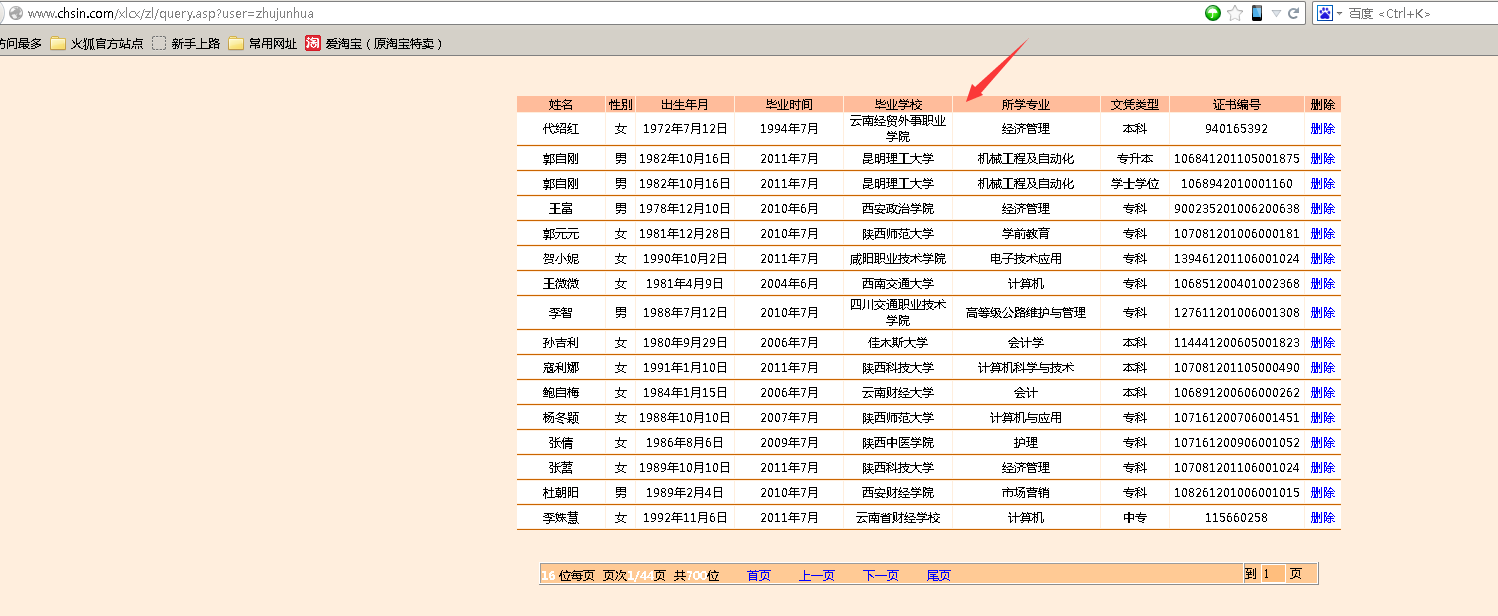 www.chsin.com/xlcx/zl/query.asp?user=zhujunhua 百度 <Ctrl+K>
访问最多 火狐官方站点 新手上路 常用网址 淘 爱淘宝（原淘宝特卖）
姓名 性别 出生年月 毕业时间 毕业学校 所学专业 文凭类型 证书编号 删除
代绍红 女 1972年7月12日 1994年7月 云南经贸外事职业学院 经济管理 本科 940165392 删除
郭自刚 男 1982年10月16日 2011年7月 昆明理工大学 机械工程及自动化 专升本 106841201105001875 删除
郭自刚 男 1982年10月16日 2011年7月 昆明理工大学 机械工程及自动化 学士学位 1068942010001160 删除
王富 男 1978年12月10日 2010年6月 西安政治学院 经济管理 专科 900235201006200638 删除
郭元元 女 1981年12月28日 2010年7月 陕西师范大学 学前教育 专科 107081201006000181 删除
贺小妮 女 1990年10月2日 2011年7月 咸阳职业技术学院 电子技术应用 专科 139461201106001024 删除
王微微 女 1981年4月9日 2004年6月 西南交通大学 计算机 专科 106851200401002368 删除
李智 男 1988年7月12日 2010年7月 四川交通职业技术学院 高等级公路维护与管理 专科 127611201006001308 删除
孙吉利 女 1980年9月29日 2006年7月 佳木斯大学 会计学 本科 114441200605001823 删除
寇利娜 女 1991年1月10日 2011年7月 陕西科技大学 计算机科学与技术 本科 107081201105000490 删除
鲍自梅 女 1984年1月15日 2006年7月 云南财经大学 会计 本科 106891200606000262 删除
杨冬颖 女 1988年10月10日 2007年7月 陕西师范大学 计算机与应用 专科 107161200706001451 删除
张倩 女 1986年8月6日 2009年7月 陕西中医学院 护理 专科 107161200906001052 删除
张莒 女 1989年10月10日 2011年7月 陕西科技大学 经济管理 专科 107081201106001024 删除
杜朝阳 男 1989年2月4日 2010年7月 西安财经学院 市场营销 专科 108261201006001015 删除
李姝慧 女 1992年11月6日 2011年7月 云南省财经学校 计算机 中专 115660258 删除
16 位每页 页次1/44页 共700位 首页 上一页 下一页 尾页 到 1 页